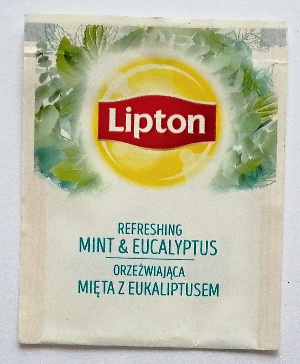 Lipton
REFRESHING
MINT & EUCALYPTUS
ORZEŹWIAJĄCA
MIĘTA Z EUKALIPTUSEM